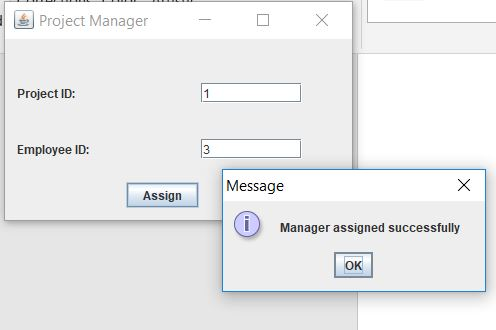 Project Manager
Project ID:
1
Employee ID:
3
Assign
Message
Manager assigned successfully
OK